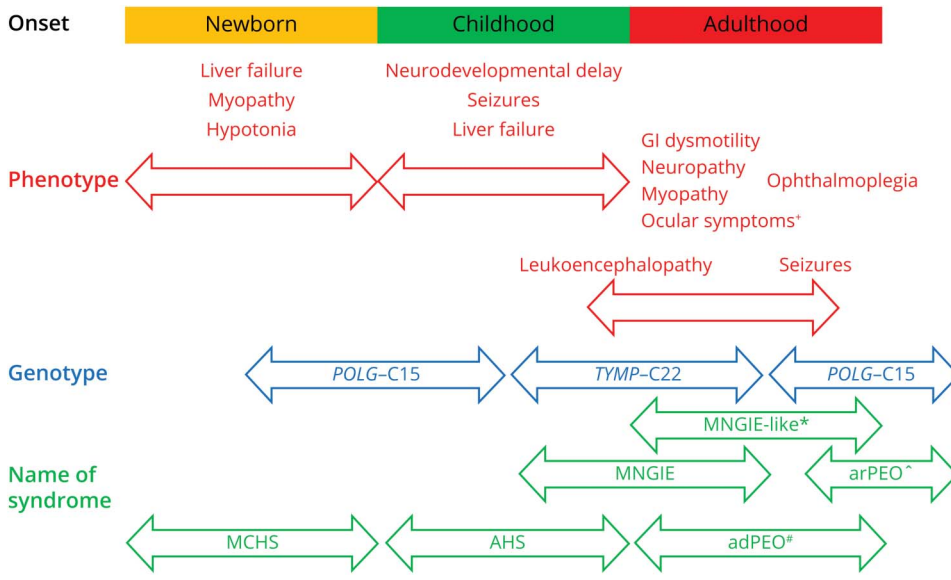 Onset
Newborn
Childhood
Adulthood
Liver failure
Myopathy
Hypotonia
Neurodevelopmental delay
Seizures
Liver failure
Phenotype
GI dysmotility
Neuropathy
Myopathy
Ocular symptoms⁺
Ophthalmoplegia
Leukoencephalopathy
Seizures
Genotype
POLG–C15
TYMP–C22
POLG–C15
Name of
syndrome
MNGIE-like*
MNGIE
arPEO^
MCHS
AHS
adPEO#